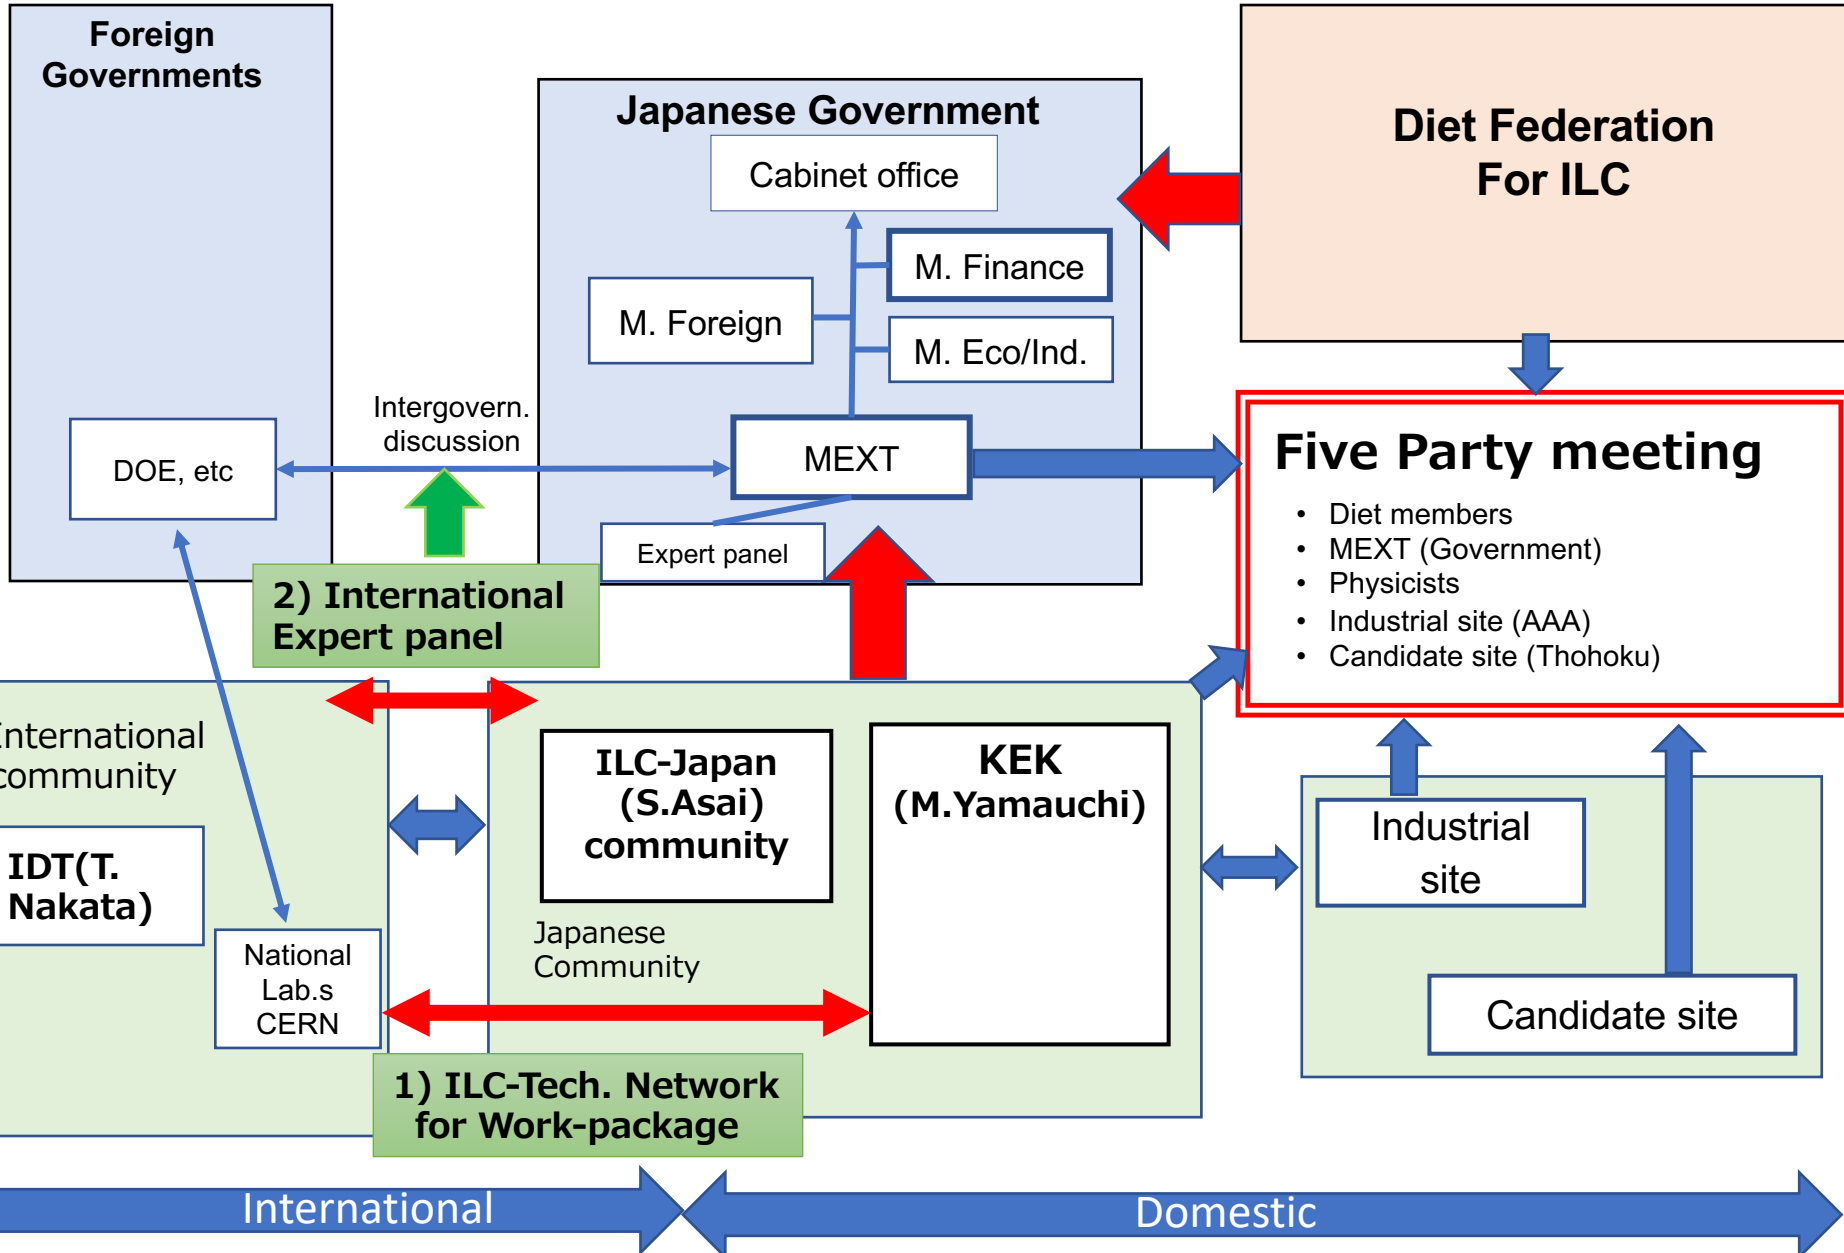 Foreign
Governments
Japanese Government
Cabinet office
M. Finance
M. Foreign
M. Eco/Ind.
MEXT
Expert panel
Diet Federation
For ILC
Intergovern.
discussion
DOE, etc
2) International
Expert panel
Five Party meeting
• Diet members
• MEXT (Government)
• Physicists
• Industrial site (AAA)
• Candidate site (Thohoku)
International
community
IDT(T.
Nakata)
National
Lab.s
CERN
ILC-Japan
(S.Asai)
community
Japanese
Community
KEK
(M.Yamauchi)
Industrial
site
Candidate site
1) ILC-Tech. Network
for Work-package
International
Domestic